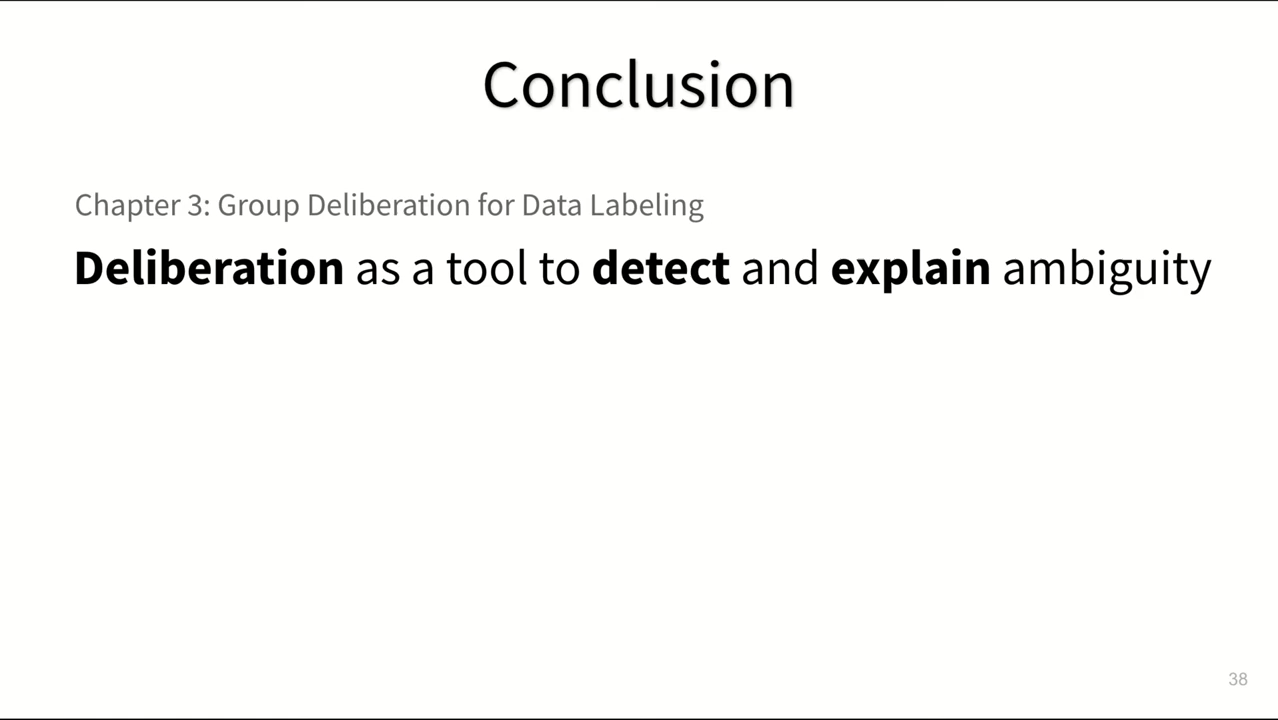 Conclusion
Chapter 3: Group Deliberation for Data Labeling
Deliberation as a tool to detect and explain ambiguity
38